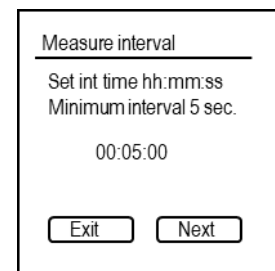 Measure interval
Set int time hh:mm:ss
Minimum interval 5 sec.
00:05:00
Exit Next